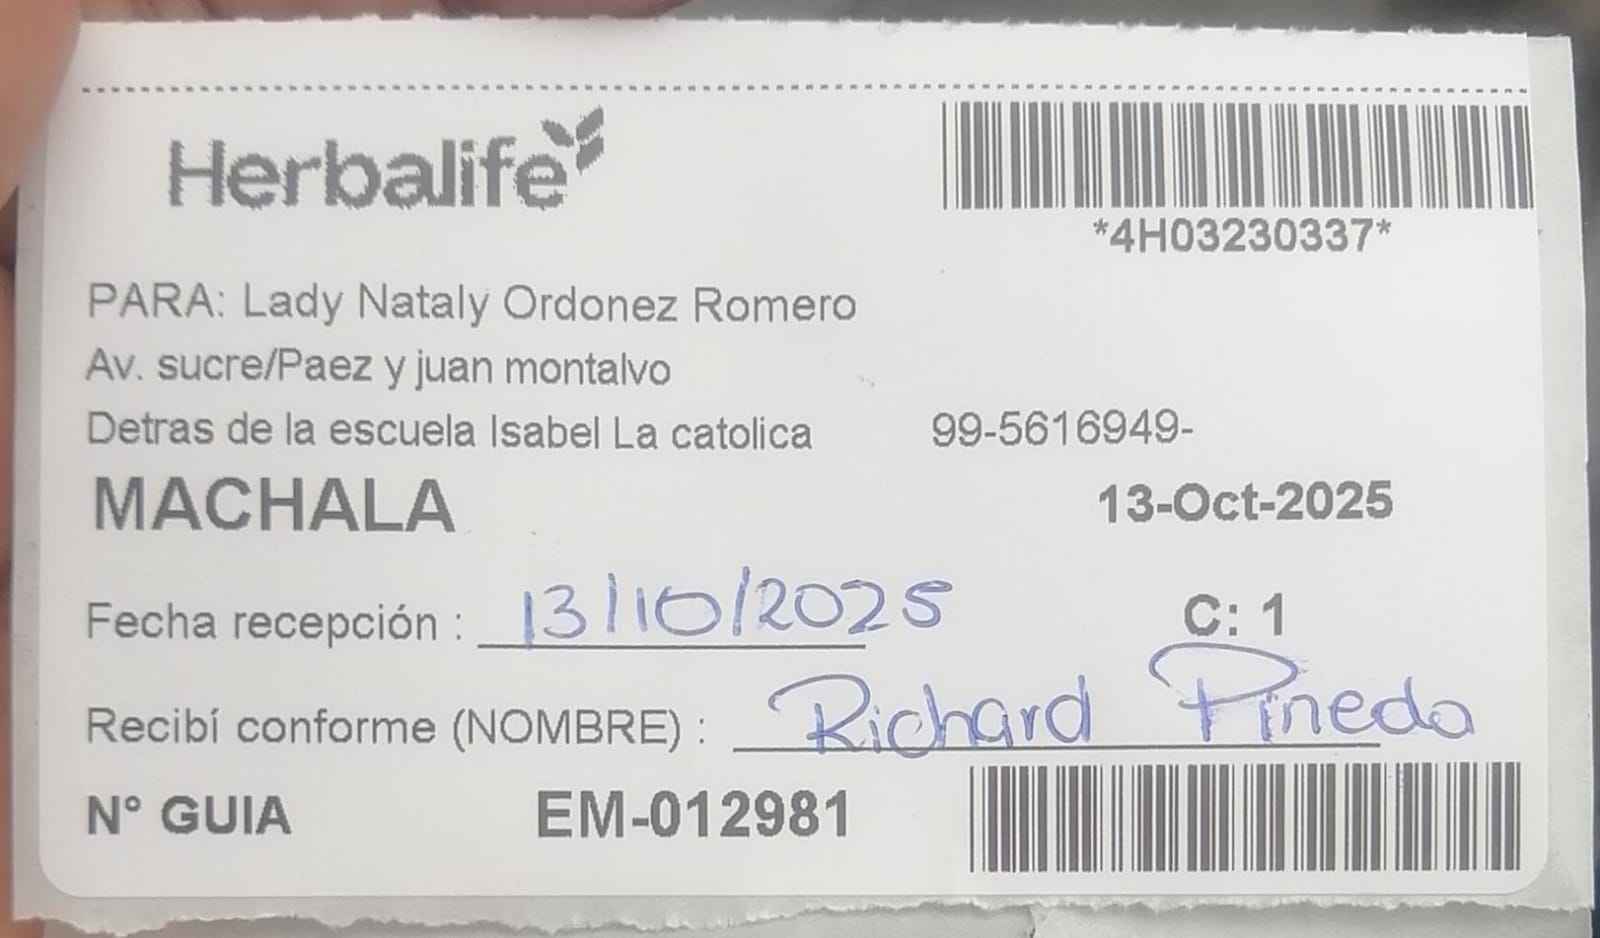 Herbalife
*4H03230337*
PARA: Lady Nataly Ordonez Romero
Av. sucre/Paez y juan montalvo
Detras de la escuela Isabel La catolica 99-5616949-
MACHALA 13-Oct-2025
Fecha recepción : 13/10/2025 C: 1
Recibí conforme (NOMBRE) : Richard Pineda
N° GUIA EM-012981